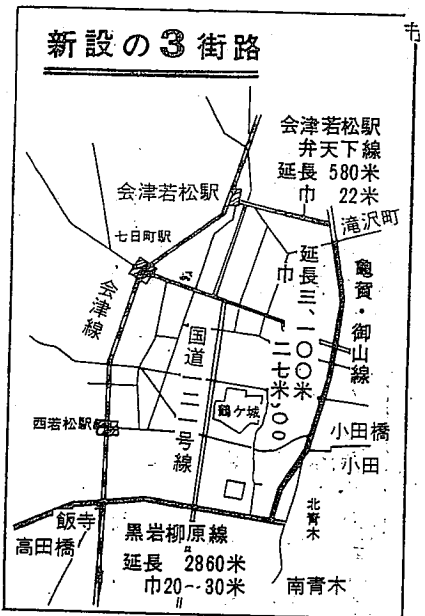 新設の3街路
会津若松駅
弁天下線
延長 580米
巾 22米
会津若松駅
滝沢町
七日町駅
延長三、一〇〇米
巾 二七米〇〇
亀賀・御山線
会津線
国道一二一号線
鶴ケ城
西若松駅
小田橋
小田
北青木
飯寺
高田橋
黒岩柳原線
延長 2860米
巾20~30米
南青木